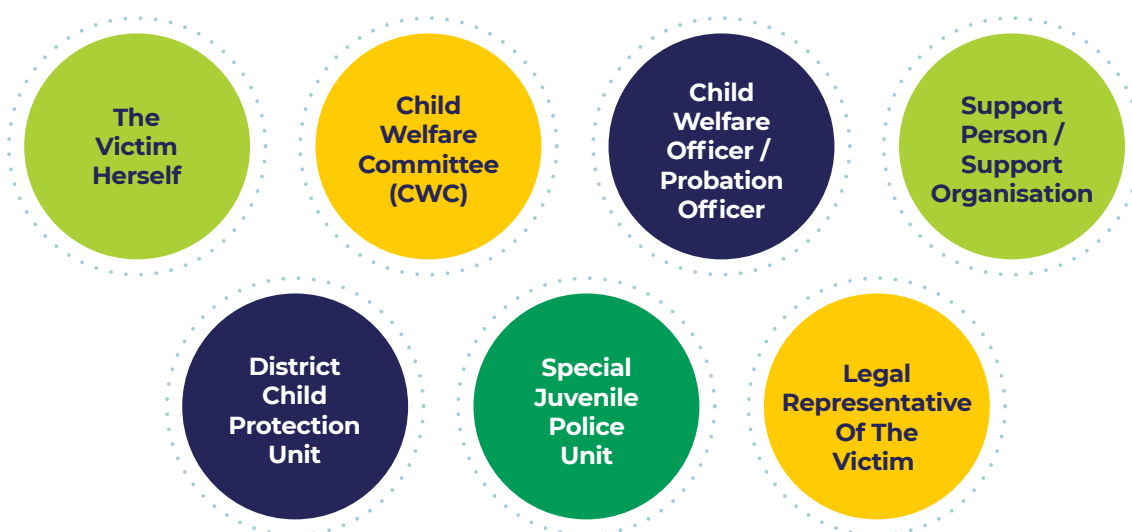 The
Victim
Herself
Child
Welfare
Committee
(CWC)
Child
Welfare
Officer /
Probation
Officer
Support
Person /
Support
Organisation
District
Child
Protection
Unit
Special
Juvenile
Police
Unit
Legal
Representative
Of The
Victim